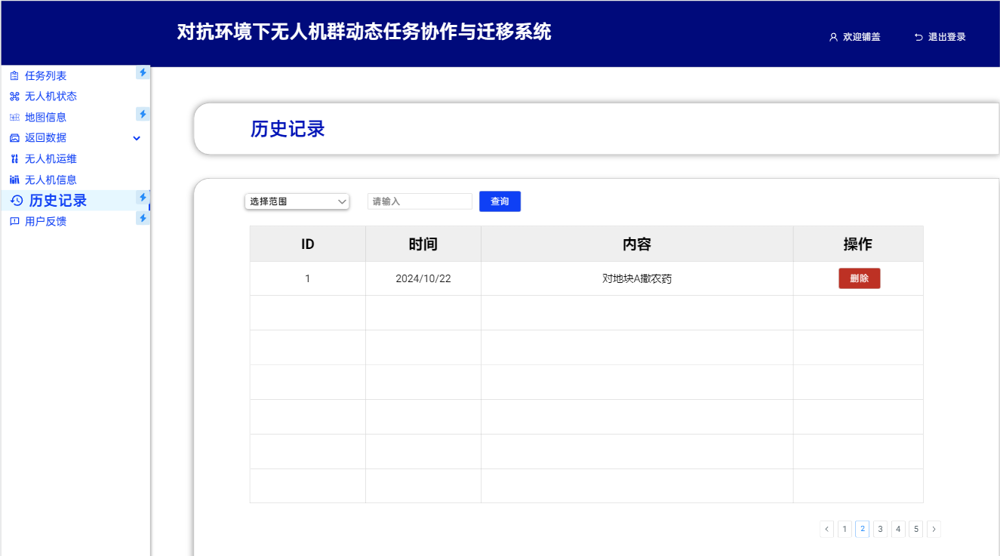 对抗环境下无人机群动态任务协作与迁移系统
欢迎铺盖
退出登录
任务列表
无人机状态
地图信息
返回数据
无人机运维
无人机信息
历史记录
用户反馈
历史记录
选择范围
请输入
查询
ID 时间 内容 操作
1 2024/10/22 对地块A撒农药 删除
1 2 3 4 5